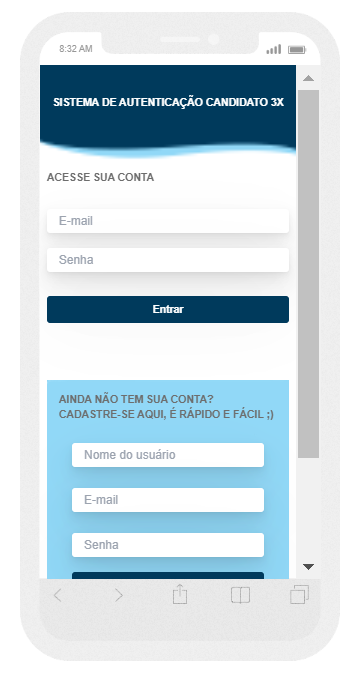 8:32 AM
SISTEMA DE AUTENTICAÇÃO CANDIDATO 3X
ACESSE SUA CONTA
E-mail
Senha
Entrar
AINDA NÃO TEM SUA CONTA?
CADASTRE-SE AQUI, É RÁPIDO E FÁCIL ;)
Nome do usuário
E-mail
Senha